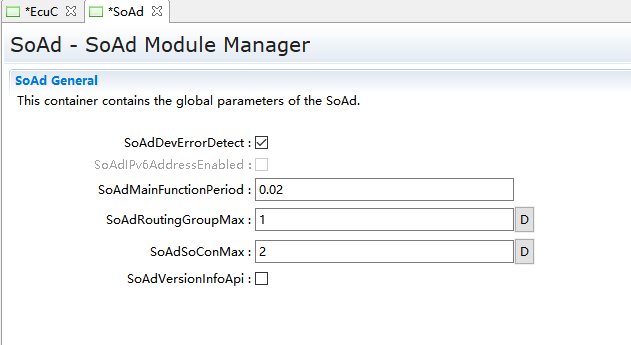 *EcuC *SoAd
SoAd - SoAd Module Manager
SoAd General
This container contains the global parameters of the SoAd.
SoAdDevErrorDetect :
SoAdIPv6AddressEnabled :
SoAdMainFunctionPeriod : 0.02
SoAdRoutingGroupMax : 1 D
SoAdSoConMax : 2 D
SoAdVersionInfoApi :